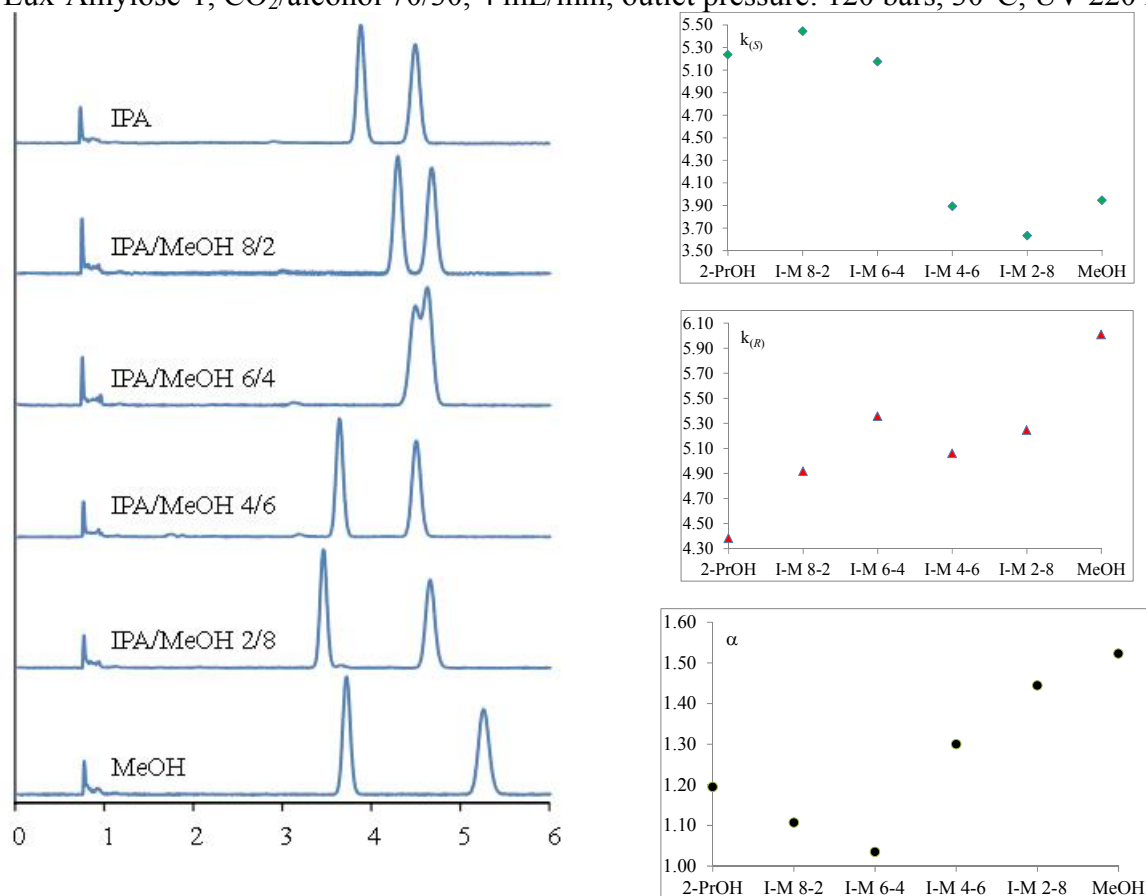 Lux-Amylose-1, CO2/alcohol 70/30, 4 mL/min, outlet pressure: 120 bars, 30°C, UV 220
IPA
IPA/MeOH 8/2
IPA/MeOH 6/4
IPA/MeOH 4/6
IPA/MeOH 2/8
MeOH
0 1 2 3 4 5 6
k(S)
5.50
5.30
5.10
4.90
4.70
4.50
4.30
4.10
3.90
3.70
3.50
2-PrOH I-M 8-2 I-M 6-4 I-M 4-6 I-M 2-8 MeOH
k(R)
6.10
5.90
5.70
5.50
5.30
5.10
4.90
4.70
4.50
4.30
2-PrOH I-M 8-2 I-M 6-4 I-M 4-6 I-M 2-8 MeOH
α
1.60
1.50
1.40
1.30
1.20
1.10
1.00
2-PrOH I-M 8-2 I-M 6-4 I-M 4-6 I-M 2-8 MeOH